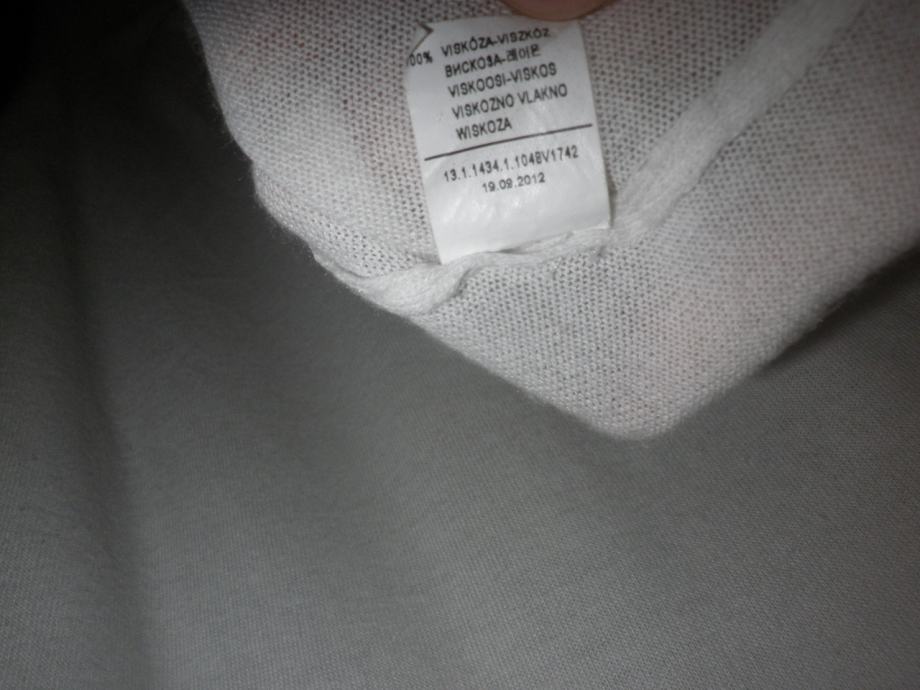 100% VISKÓZA-VISZKÓZ
ВИСКОЗА-레이온
VISKOOSI-VISKOS
VISKOZNO VLAKNO
WISKOZA
13.1.1434.1.1048V1742
19.09.2012